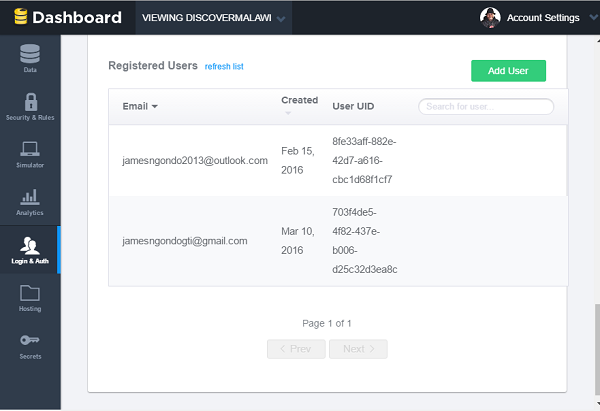 Dashboard
VIEWING DISCOVERMALAWI
Account Settings
Data
Security & Rules
Simulator
Analytics
Login & Auth
Hosting
Secrets
Registered Users refresh list
Add User
Email Created User UID Search for user...
jamesngondo2013@outlook.com
Feb 15,
2016
8fe33aff-882e-
42d7-a616-
cbc1d68f1cf7
jamesngondogti@gmail.com
Mar 10,
2016
703f4de5-
4f82-437e-
b006-
d25c32d3ea8c
Page 1 of 1
< Prev
Next >